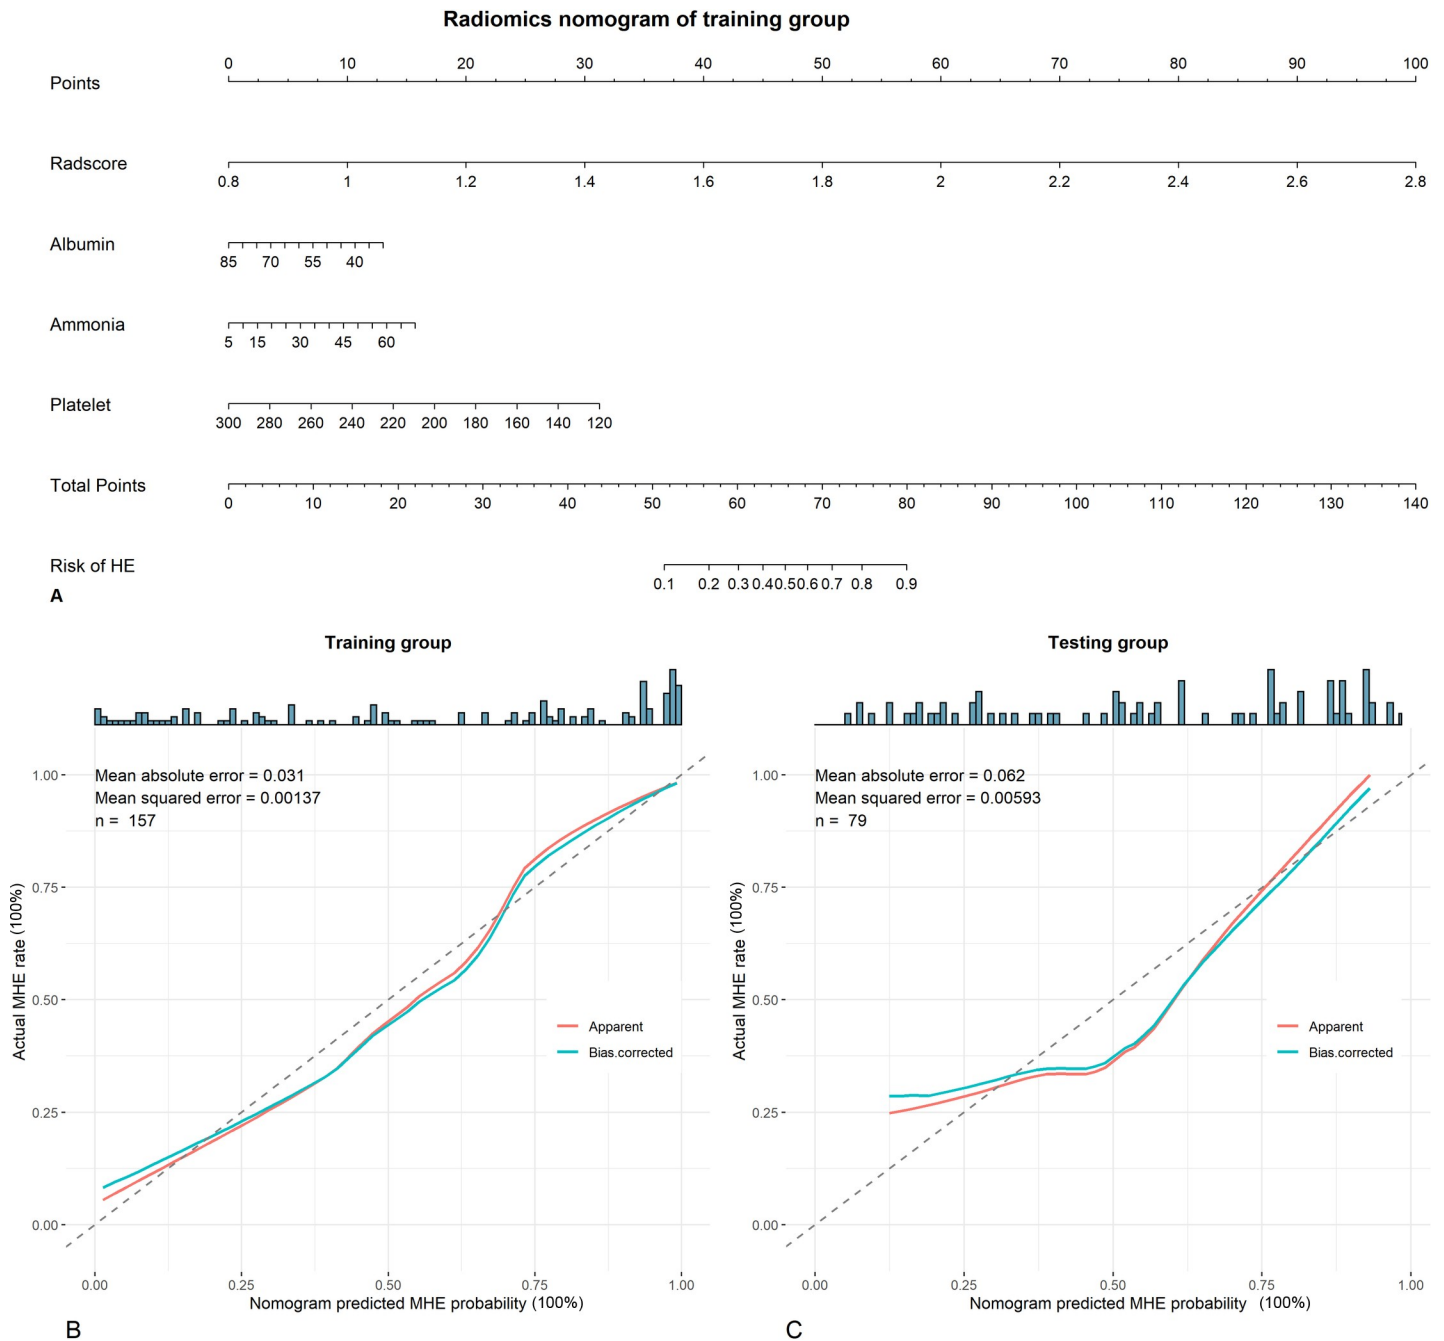 Radiomics nomogram of training group
0 10 20 30 40 50 60 70 80 90 100
Points
Radscore
0.8 1 1.2 1.4 1.6 1.8 2 2.2 2.4 2.6 2.8
Albumin
85 70 55 40
Ammonia
5 15 30 45 60
Platelet
300 280 260 240 220 200 180 160 140 120
Total Points
0 10 20 30 40 50 60 70 80 90 100 110 120 130 140
Risk of HE
0.1 0.2 0.3 0.4 0.5 0.6 0.7 0.8 0.9
A
Training group
Mean absolute error = 0.031
Mean squared error = 0.00137
n = 157
1.00
0.75
0.50
0.25
0.00
Actual MHE rate (100%)
Apparent
Bias.corrected
0.00 0.25 0.50 0.75 1.00
Nomogram predicted MHE probability (100%)
B
Testing group
Mean absolute error = 0.062
Mean squared error = 0.00593
n = 79
1.00
0.75
0.50
0.25
0.00
Actual MHE rate (100%)
Apparent
Bias.corrected
0.00 0.25 0.50 0.75 1.00
Nomogram predicted MHE probability (100%)
C